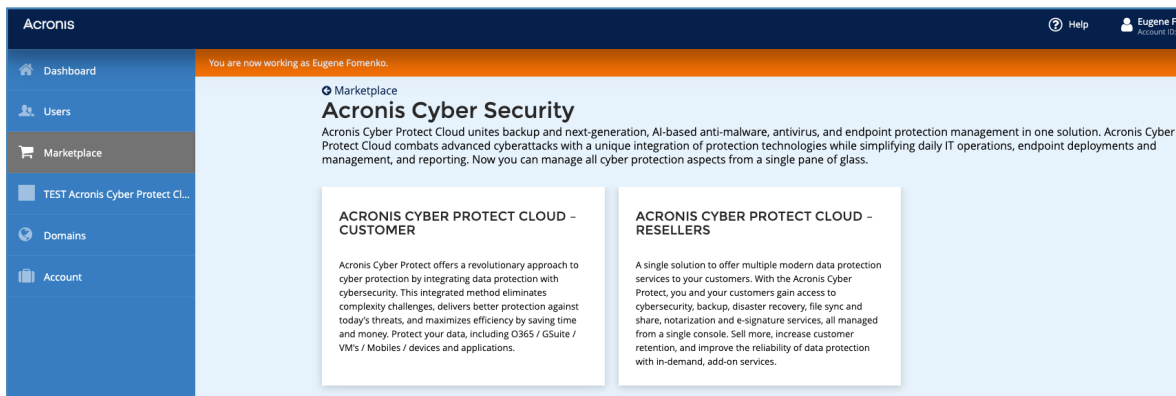 Acronis
Help
Eugene F
Account ID:
Dashboard
Users
Marketplace
TEST Acronis Cyber Protect Cl...
Domains
Account
You are now working as Eugene Fomenko.
Marketplace
Acronis Cyber Security
Acronis Cyber Protect Cloud unites backup and next-generation, AI-based anti-malware, antivirus, and endpoint protection management in one solution. Acronis Cyber
Protect Cloud combats advanced cyberattacks with a unique integration of protection technologies while simplifying daily IT operations, endpoint deployments and
management, and reporting. Now you can manage all cyber protection aspects from a single pane of glass.
ACRONIS CYBER PROTECT CLOUD –
CUSTOMER
Acronis Cyber Protect offers a revolutionary approach to
cyber protection by integrating data protection with
cybersecurity. This integrated method eliminates
complexity challenges, delivers better protection against
today's threats, and maximizes efficiency by saving time
and money. Protect your data, including O365 / GSuite /
VM's / Mobiles / devices and applications.
ACRONIS CYBER PROTECT CLOUD –
RESELLERS
A single solution to offer multiple modern data protection
services to your customers. With the Acronis Cyber
Protect, you and your customers gain access to
cybersecurity, backup, disaster recovery, file sync and
share, notarization and e-signature services, all managed
from a single console. Sell more, increase customer
retention, and improve the reliability of data protection
with in-demand, add-on services.